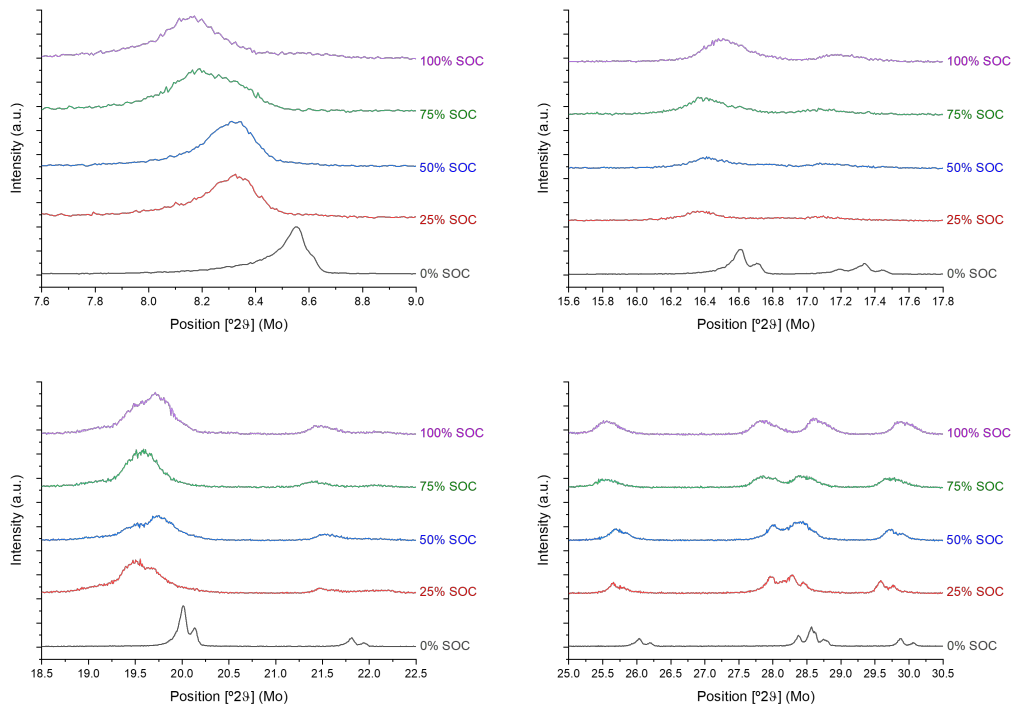 Intensity (a.u.)
100% SOC
75% SOC
50% SOC
25% SOC
0% SOC
7.6 7.8 8.0 8.2 8.4 8.6 8.8 9.0
Position [º2ϑ] (Mo)
Intensity (a.u.)
100% SOC
75% SOC
50% SOC
25% SOC
0% SOC
15.6 15.8 16.0 16.2 16.4 16.6 16.8 17.0 17.2 17.4 17.6 17.8
Position [º2ϑ] (Mo)
Intensity (a.u.)
100% SOC
75% SOC
50% SOC
25% SOC
0% SOC
18.5 19.0 19.5 20.0 20.5 21.0 21.5 22.0 22.5
Position [º2ϑ] (Mo)
Intensity (a.u.)
100% SOC
75% SOC
50% SOC
25% SOC
0% SOC
25.0 25.5 26.0 26.5 27.0 27.5 28.0 28.5 29.0 29.5 30.0 30.5
Position [º2ϑ] (Mo)